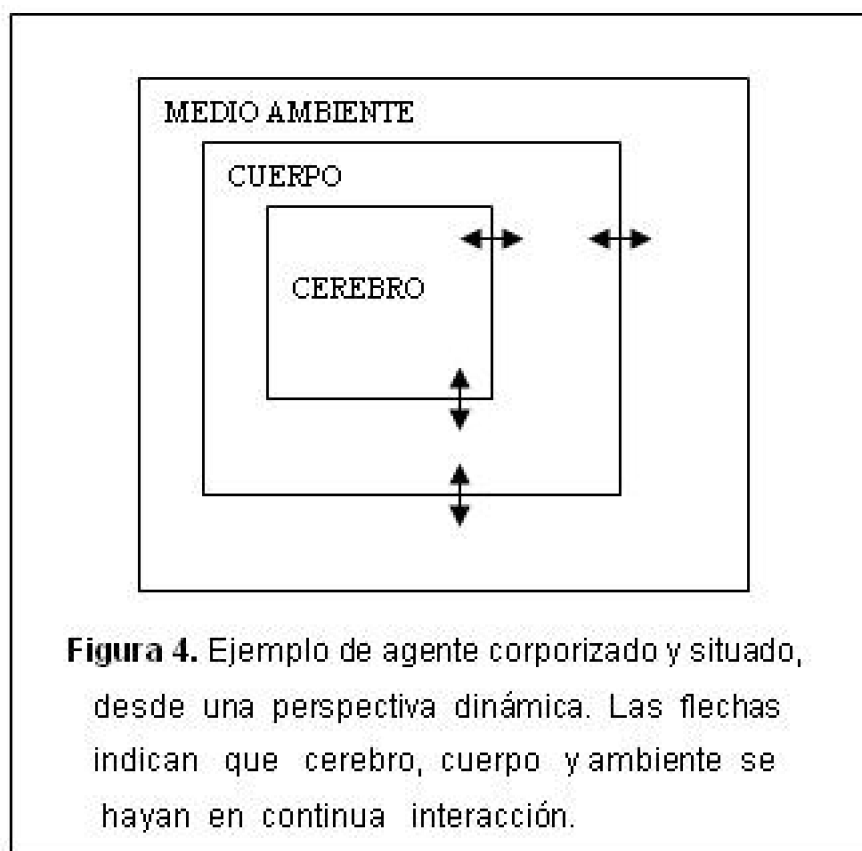 MEDIO AMBIENTE
CUERPO
CEREBRO
Figura 4. Ejemplo de agente corporizado y situado,
desde una perspectiva dinámica. Las flechas
indican que cerebro, cuerpo y ambiente se
hayan en continua interacción.